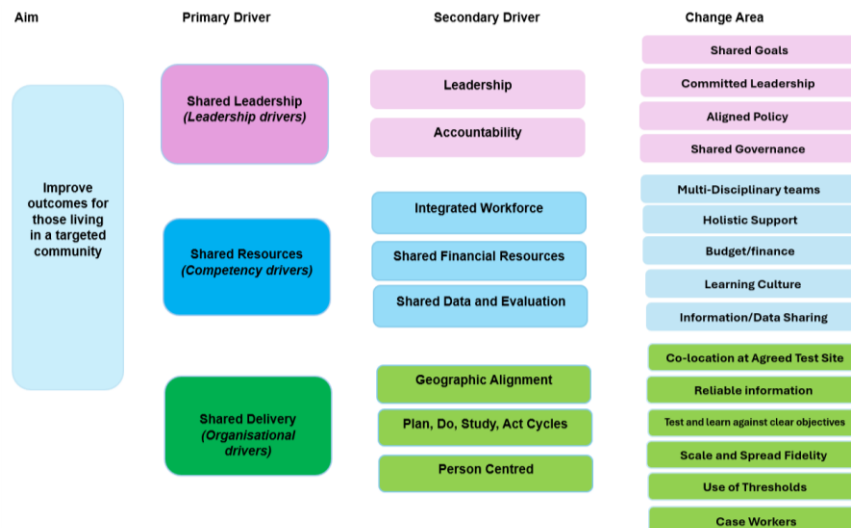 Aim
Primary Driver
Secondary Driver
Change Area
Improve
outcomes for
those living
in a targeted
community
Shared Leadership
(Leadership drivers)
Leadership
Accountability
Shared Goals
Committed Leadership
Aligned Policy
Shared Governance
Shared Resources
(Competency drivers)
Integrated Workforce
Shared Financial Resources
Shared Data and Evaluation
Multi-Disciplinary teams
Holistic Support
Budget/finance
Learning Culture
Information/Data Sharing
Shared Delivery
(Organisational
drivers)
Geographic Alignment
Plan, Do, Study, Act Cycles
Person Centred
Co-location at Agreed Test Site
Reliable information
Test and learn against clear objectives
Scale and Spread Fidelity
Use of Thresholds
Case Workers